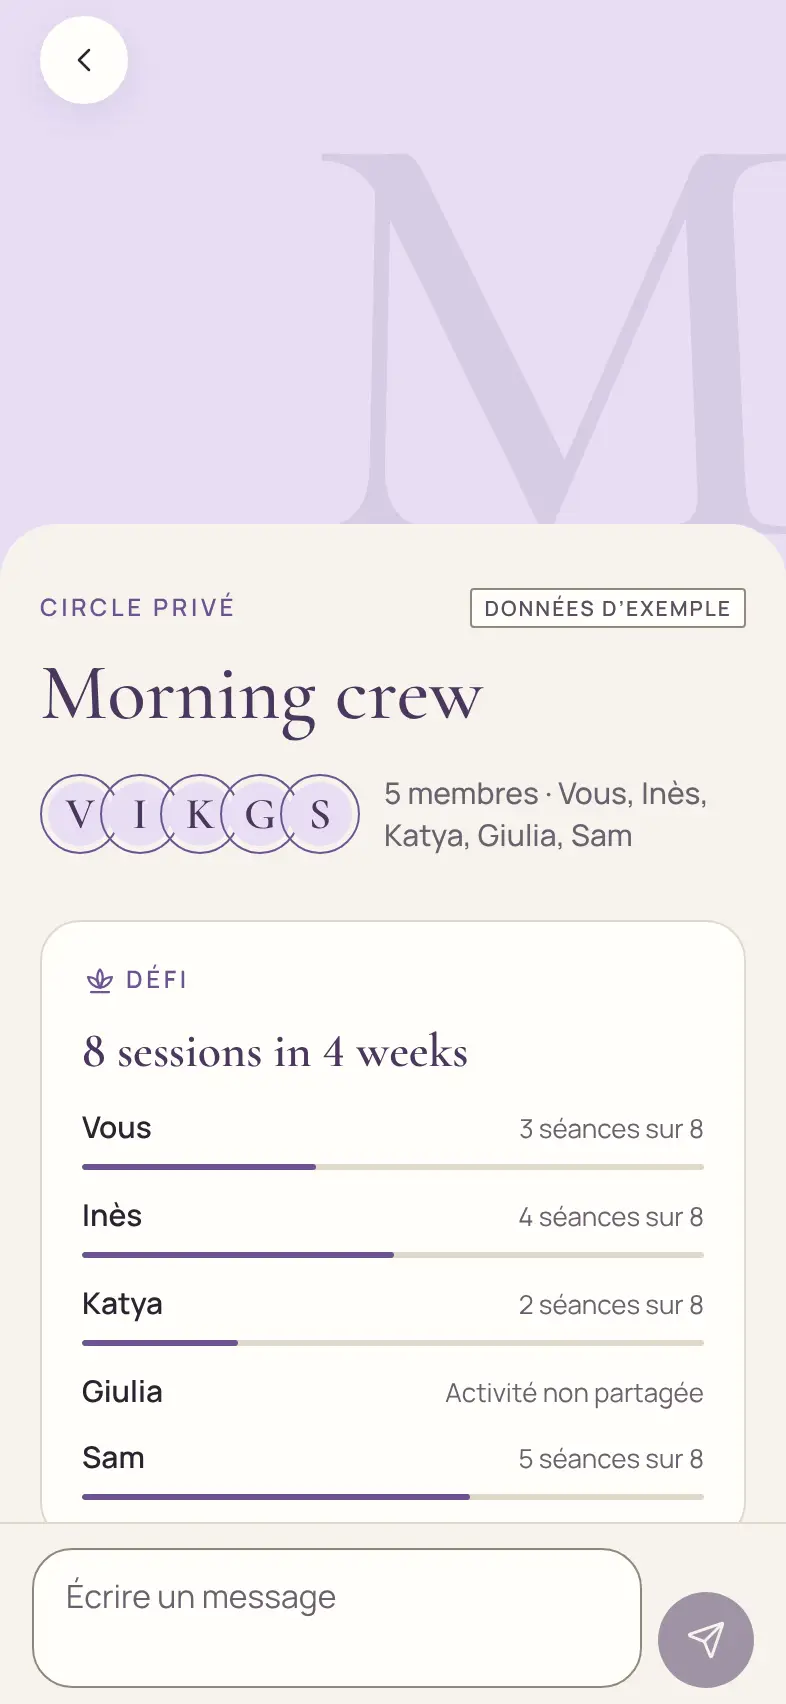 M
CIRCLE PRIVÉ
DONNÉES D’EXEMPLE
Morning crew
V I K G S
5 membres · Vous, Inès,
Katya, Giulia, Sam
DÉFI
8 sessions in 4 weeks
Vous
3 séances sur 8
Inès
4 séances sur 8
Katya
2 séances sur 8
Giulia
Activité non partagée
Sam
5 séances sur 8
Écrire un message